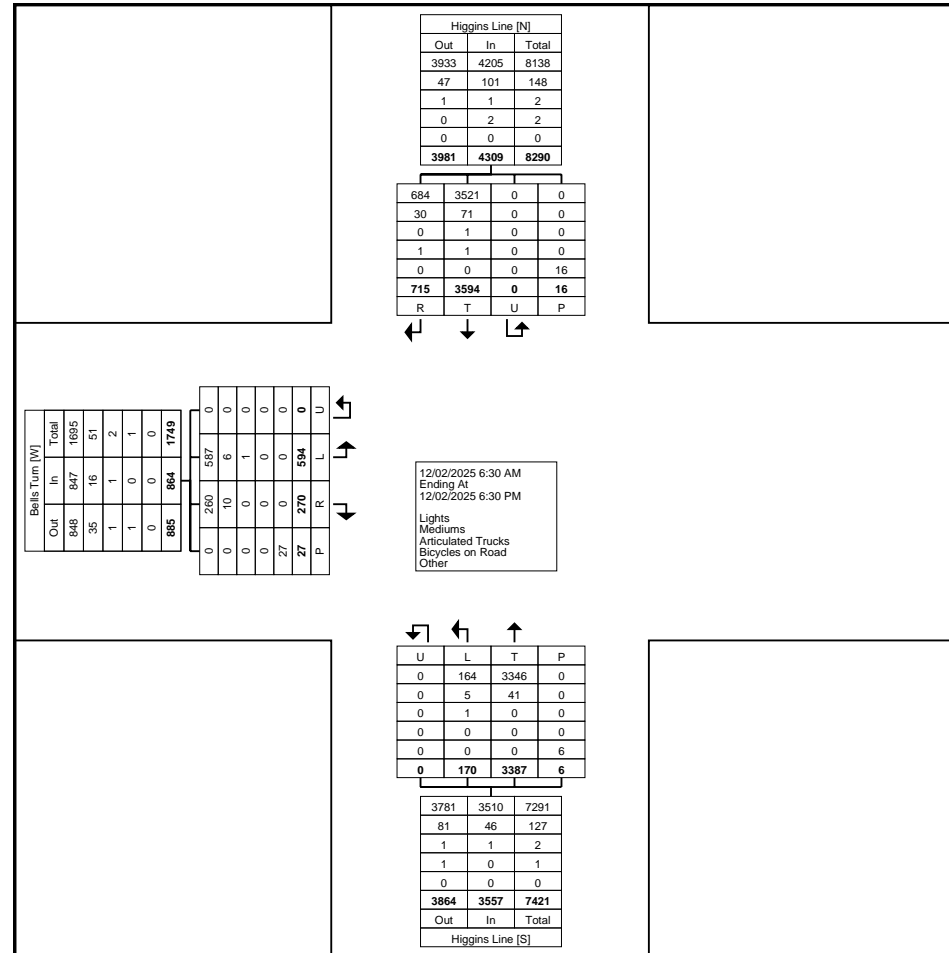 Higgins Line [N]
Out In Total
3933 4205 8138
47 101 148
1 1 2
0 2 2
0 0 0
3981 4309 8290
684 3521 0 0
30 71 0 0
0 1 0 0
1 1 0 0
0 0 0 16
715 3594 0 16
R T U P
Bells Turn [W]
Out In Total
848 847 1695
35 16 51
1 1 2
1 0 1
0 0 0
885 864 1749
0 260 587 0
0 10 6 0
0 0 1 0
0 0 0 0
27 0 0 0
27 270 594 0
P R L U
12/02/2025 6:30 AM
Ending At
12/02/2025 6:30 PM
Lights
Mediums
Articulated Trucks
Bicycles on Road
Other
U L T P
0 164 3346 0
0 5 41 0
0 1 0 0
0 0 0 0
0 0 0 6
0 170 3387 6
3781 3510 7291
81 46 127
1 1 2
1 0 1
0 0 0
3864 3557 7421
Out In Total
Higgins Line [S]